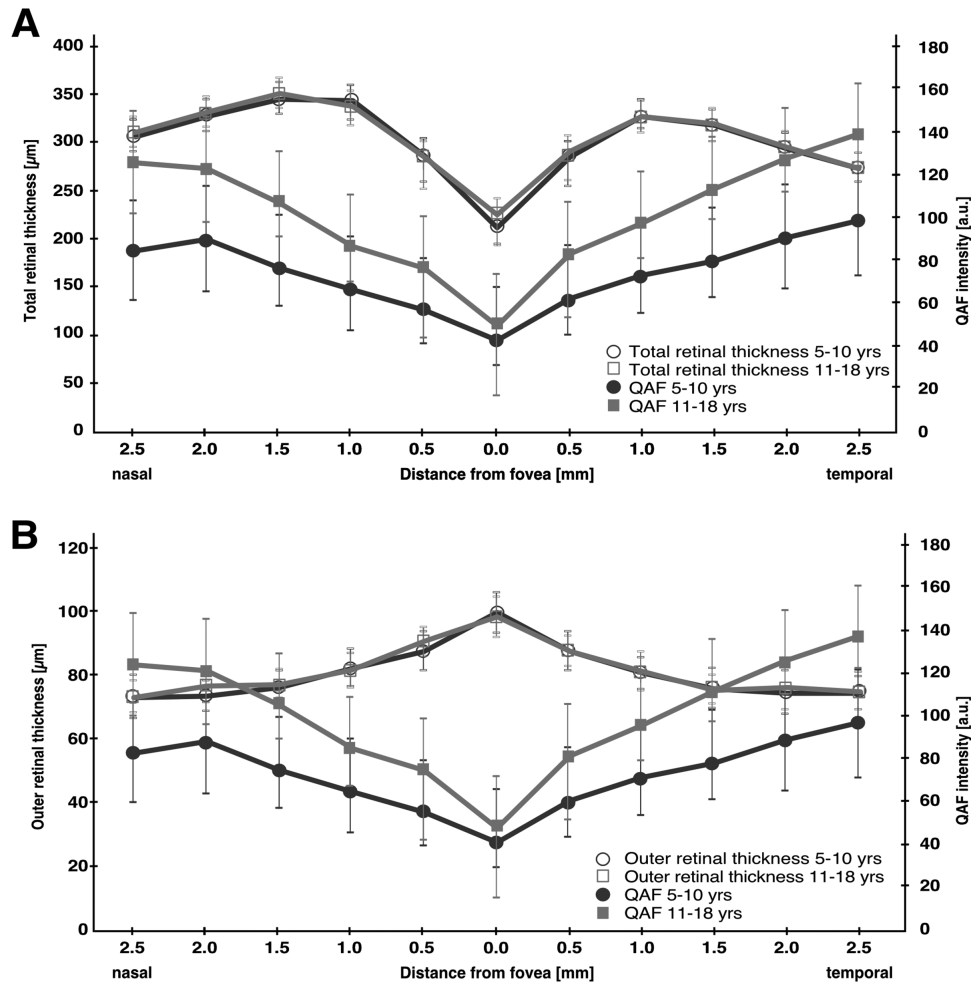 A
Total retinal thickness [µm]
400
350
300
250
200
150
100
50
0
QAF intensity [a.u.]
180
160
140
120
100
80
60
40
20
0
Total retinal thickness 5-10 yrs
Total retinal thickness 11-18 yrs
QAF 5-10 yrs
QAF 11-18 yrs
2.5 2.0 1.5 1.0 0.5 0.0 0.5 1.0 1.5 2.0 2.5
nasal Distance from fovea [mm] temporal
B
Outer retinal thickness [µm]
120
100
80
60
40
20
0
QAF intensity [a.u.]
180
160
140
120
100
80
60
40
20
0
Outer retinal thickness 5-10 yrs
Outer retinal thickness 11-18 yrs
QAF 5-10 yrs
QAF 11-18 yrs
2.5 2.0 1.5 1.0 0.5 0.0 0.5 1.0 1.5 2.0 2.5
nasal Distance from fovea [mm] temporal